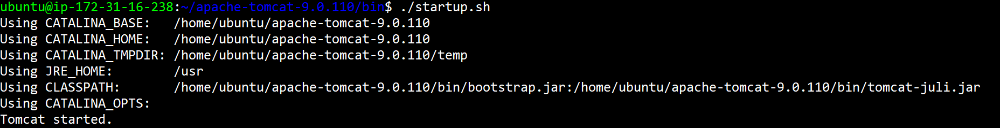 ubuntu@ip-172-31-16-238:~/apache-tomcat-9.0.110/bin$ ./startup.sh
Using CATALINA_BASE:   /home/ubuntu/apache-tomcat-9.0.110
Using CATALINA_HOME:   /home/ubuntu/apache-tomcat-9.0.110
Using CATALINA_TMPDIR: /home/ubuntu/apache-tomcat-9.0.110/temp
Using JRE_HOME:        /usr
Using CLASSPATH:       /home/ubuntu/apache-tomcat-9.0.110/bin/bootstrap.jar:/home/ubuntu/apache-tomcat-9.0.110/bin/tomcat-juli.jar
Using CATALINA_OPTS:
Tomcat started.